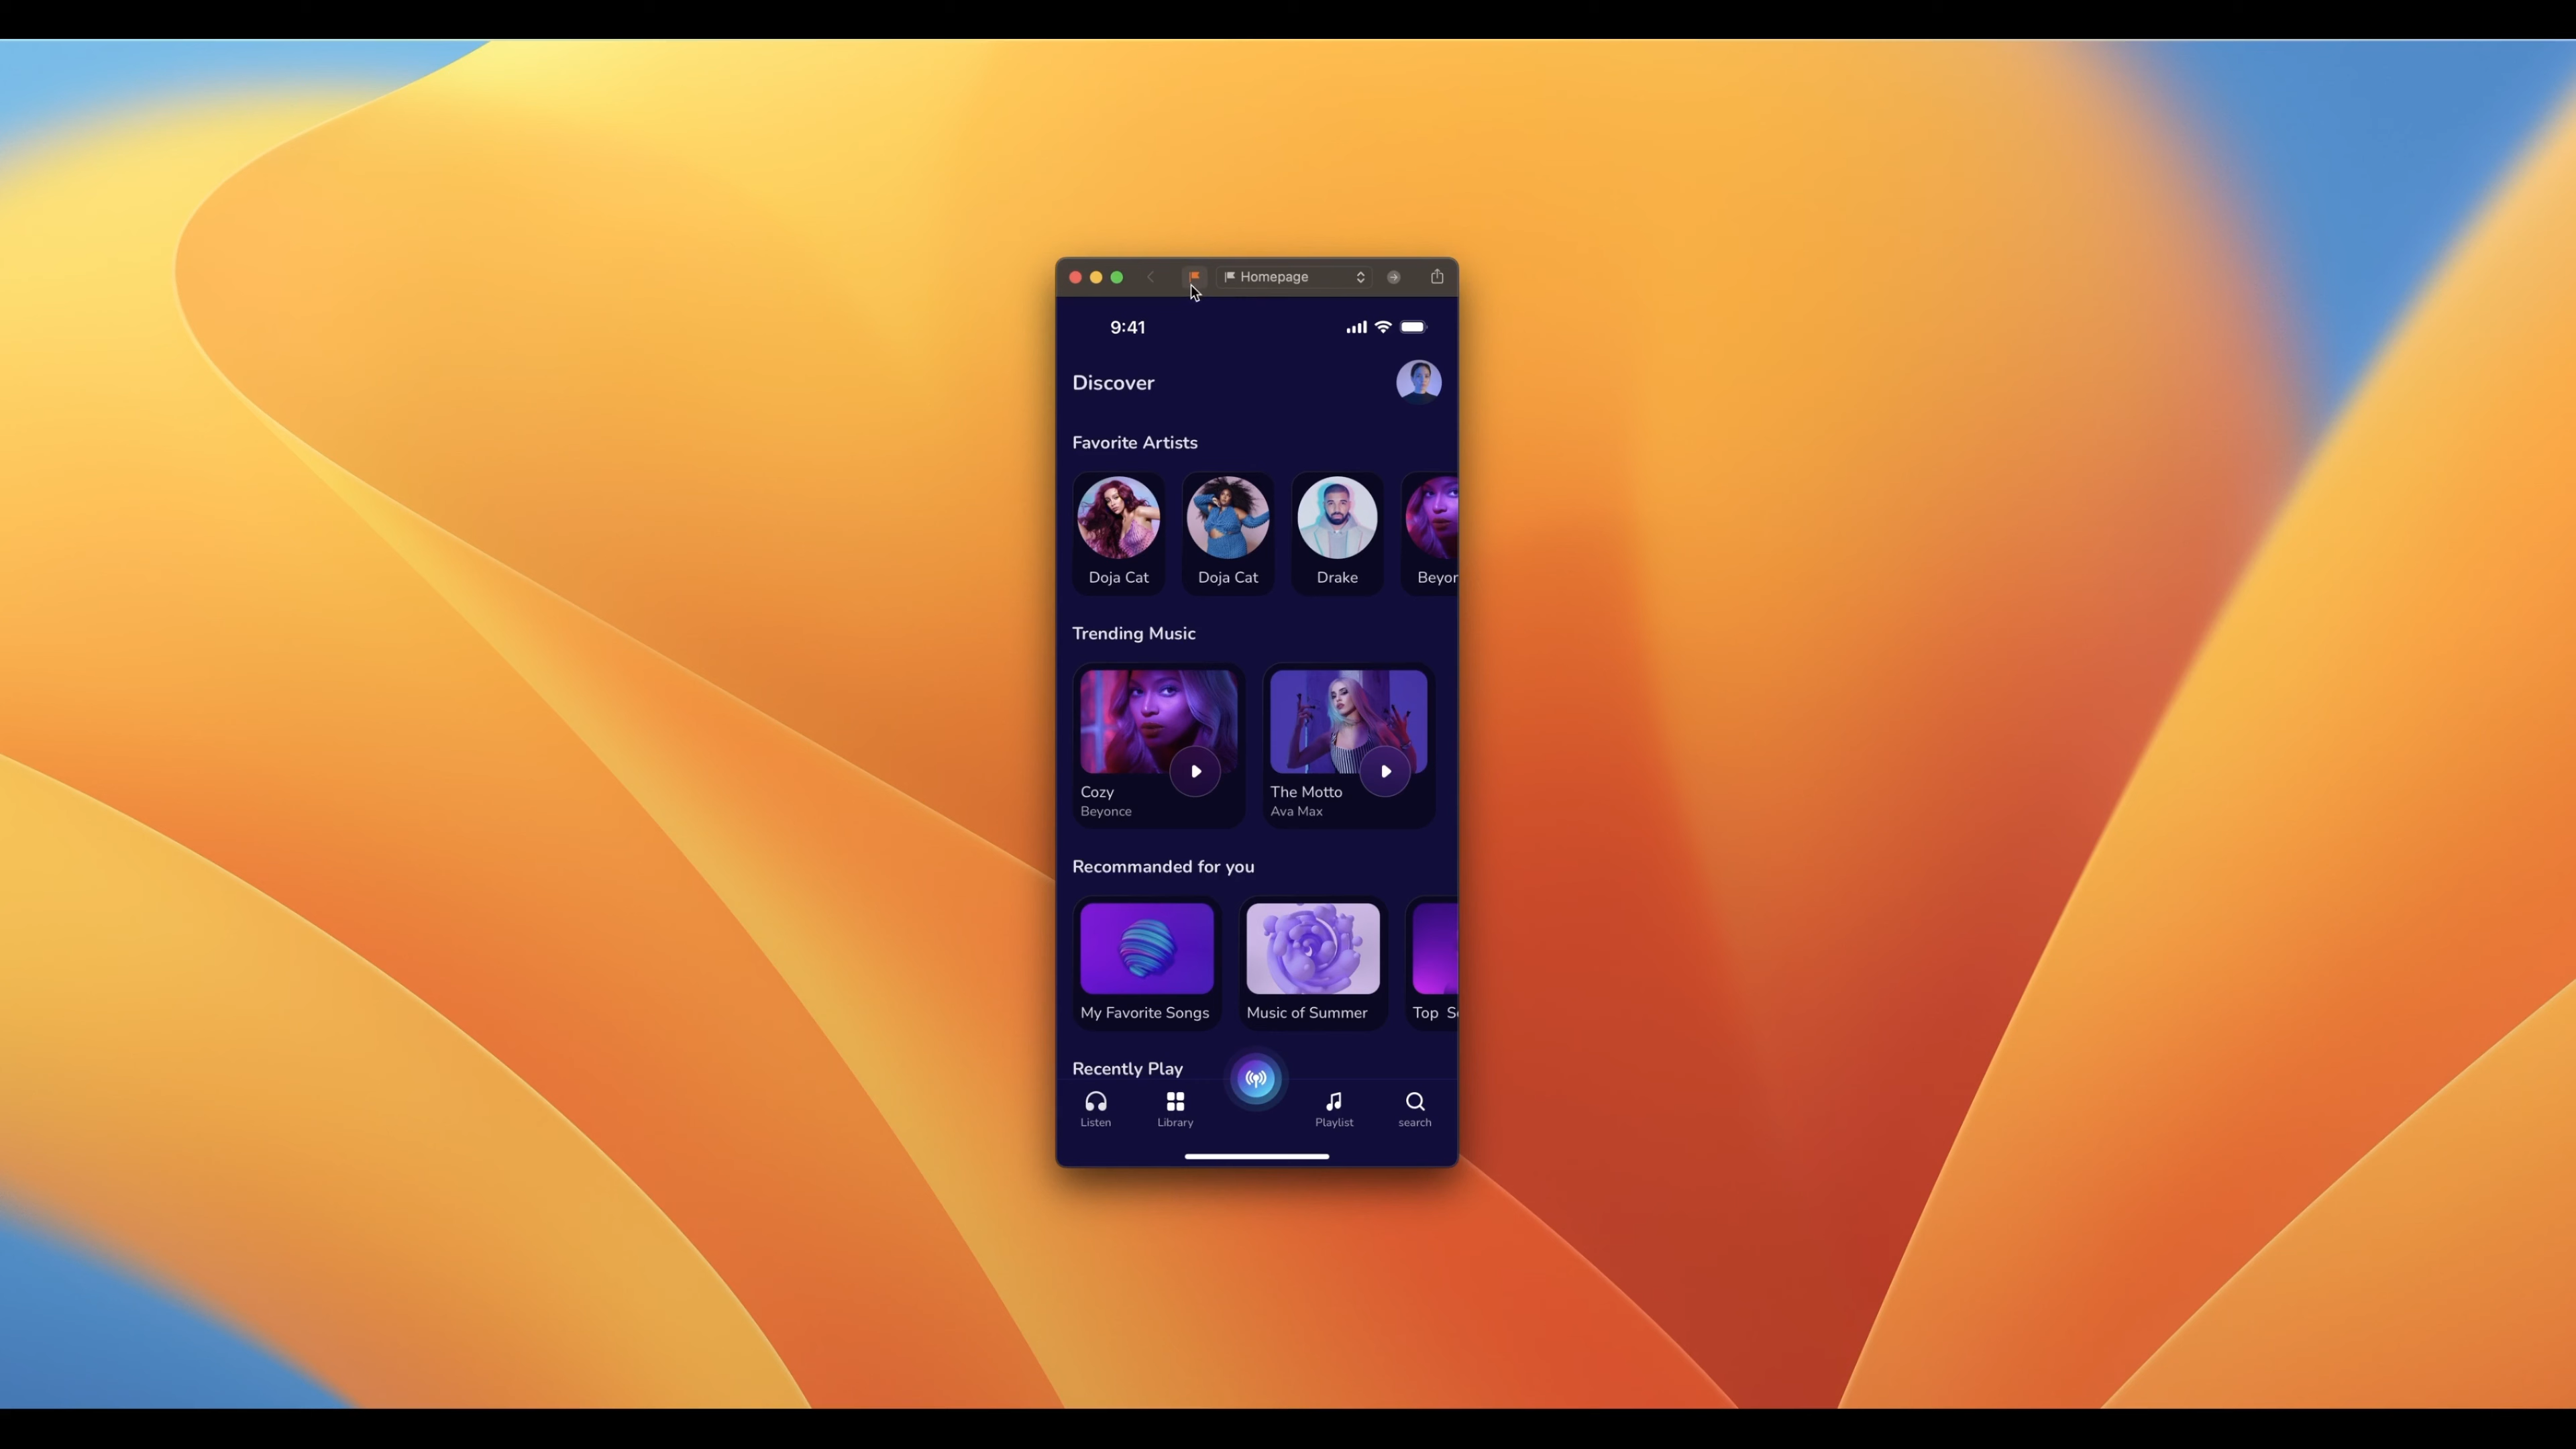 Homepage
9:41
Discover
Favorite Artists
Doja Cat
Doja Cat
Drake
Beyor
Trending Music
Cozy
Beyonce
The Motto
Ava Max
Recommanded for you
My Favorite Songs
Music of Summer
Top S
Recently Play
Listen
Library
Playlist
search